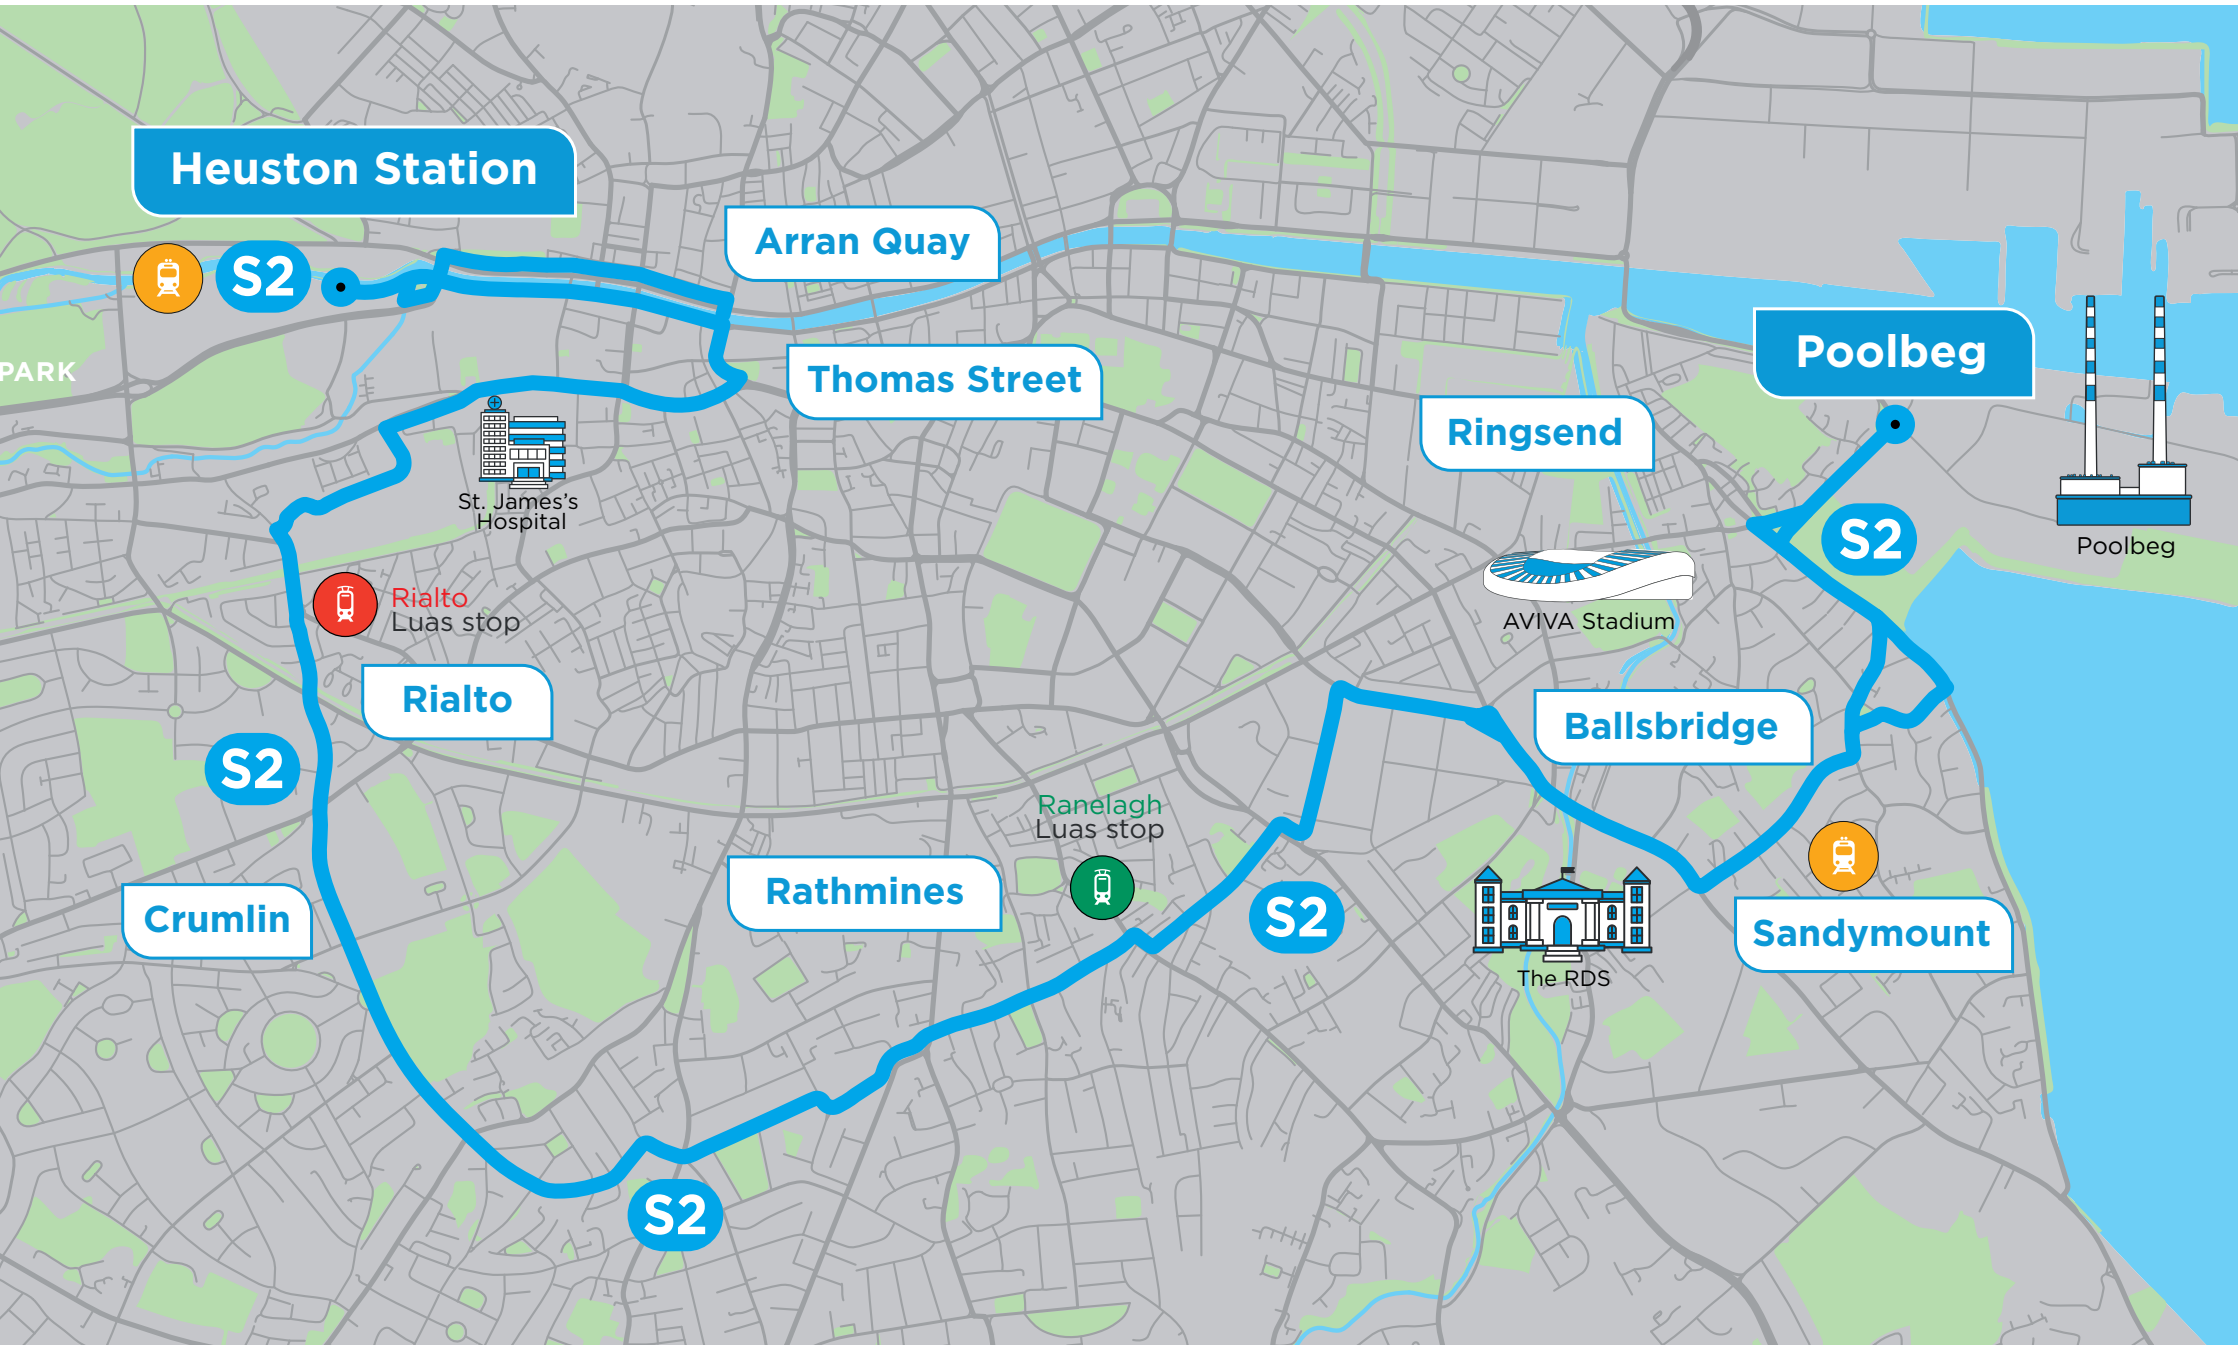 Heuston Station
S2
Arran Quay
PARK
Thomas Street
Poolbeg
Ringsend
St. James's
Hospital
S2
Poolbeg
Rialto
Luas stop
AVIVA Stadium
Rialto
Ballsbridge
S2
Ranelagh
Luas stop
Rathmines
Crumlin
S2
Sandymount
The RDS
S2